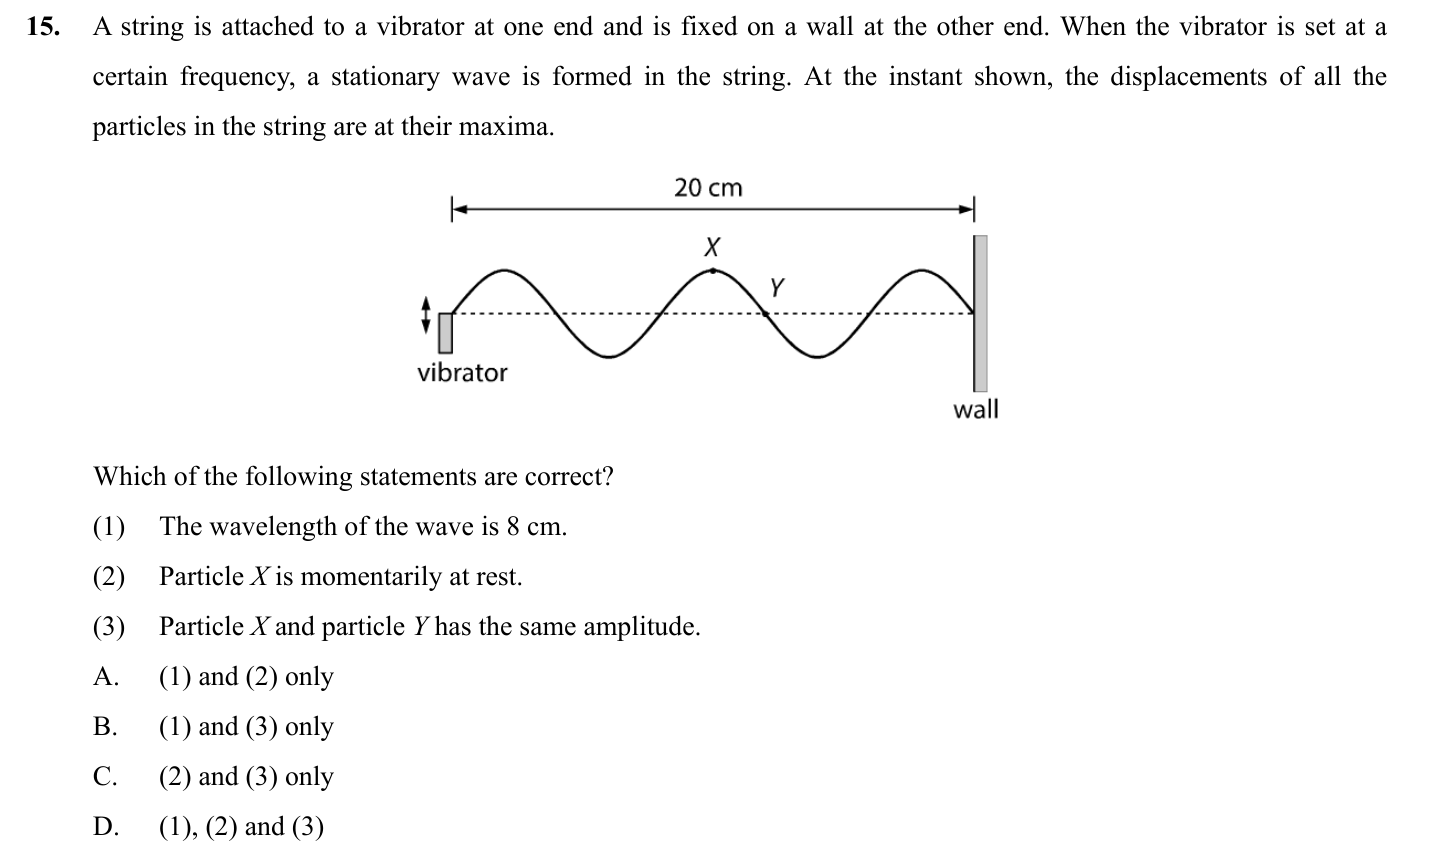 15. A string is attached to a vibrator at one end and is fixed on a wall at the other end. When the vibrator is set at a
certain frequency, a stationary wave is formed in the string. At the instant shown, the displacements of all the
particles in the string are at their maxima.
20 cm
X
Y
vibrator
wall
Which of the following statements are correct?
(1) The wavelength of the wave is 8 cm.
(2) Particle X is momentarily at rest.
(3) Particle X and particle Y has the same amplitude.
A. (1) and (2) only
B. (1) and (3) only
C. (2) and (3) only
D. (1), (2) and (3)